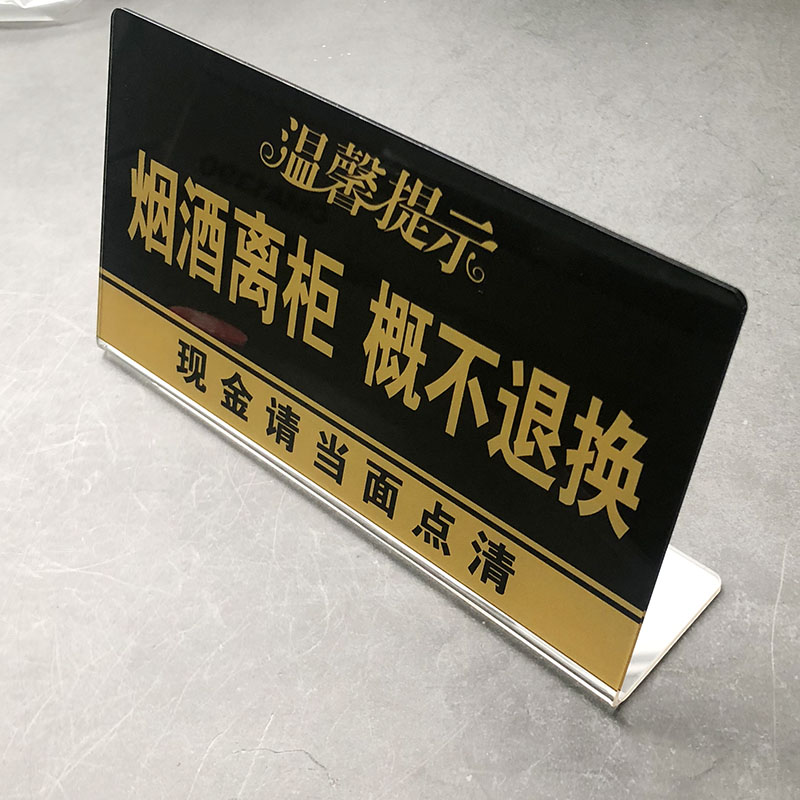 温馨提示
烟酒离柜 概不退换
现金请当面点清